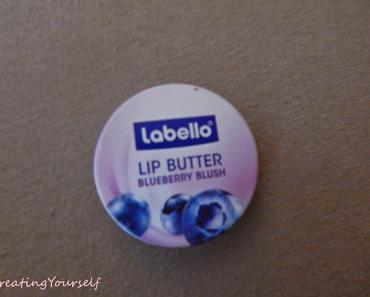 Labello
LIP BUTTER
BLUEBERRY BLUSH
reatingYourself